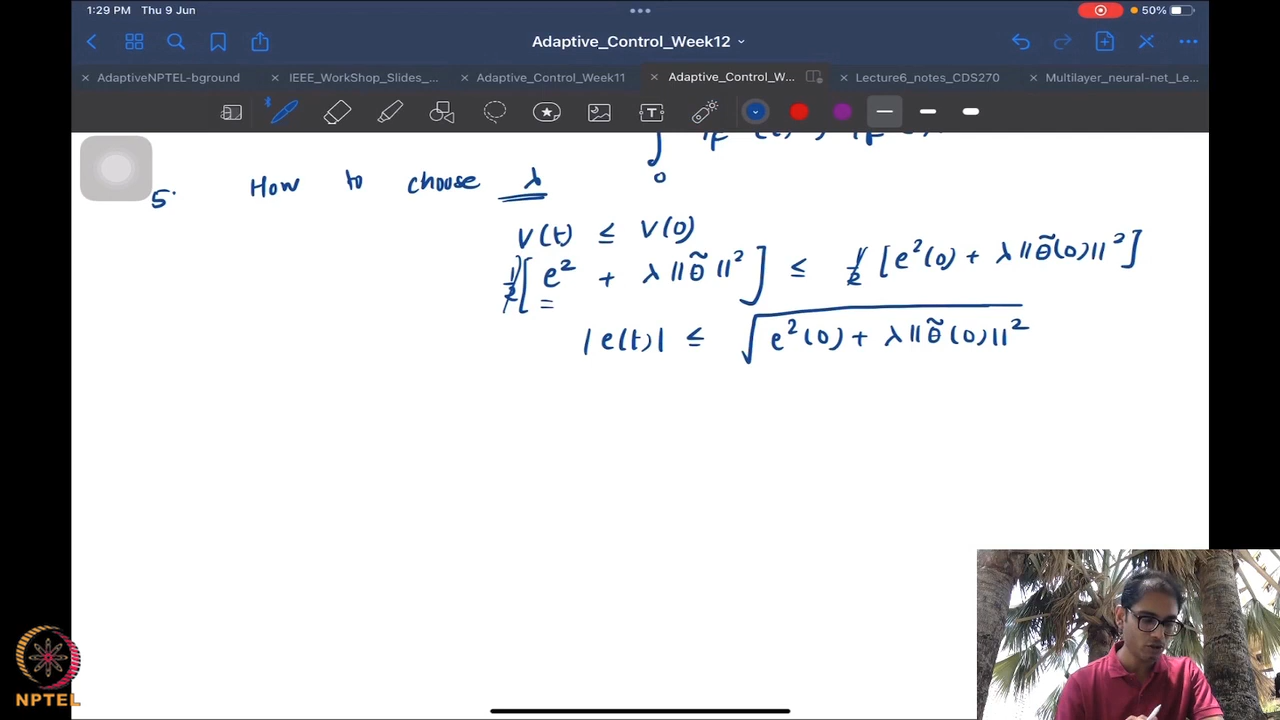 1:29 PM Thu 9 Jun
50%
Adaptive_Control_Week12
AdaptiveNPTEL-bground
IEEE_WorkShop_Slides_...
Adaptive_Control_Week11
Adaptive_Control_W...
Lecture6_notes_CDS270
Multilayer_neural-net_Le...
0
5. How to choose λ
V(t) ≤ V(0)
1/2 [ e² + λ ||θ̃||² ] ≤ 1/2 [ e²(0) + λ ||θ̃(0)||² ]
|e(t)| ≤ √(e²(0) + λ ||θ̃(0)||²)
NPTEL